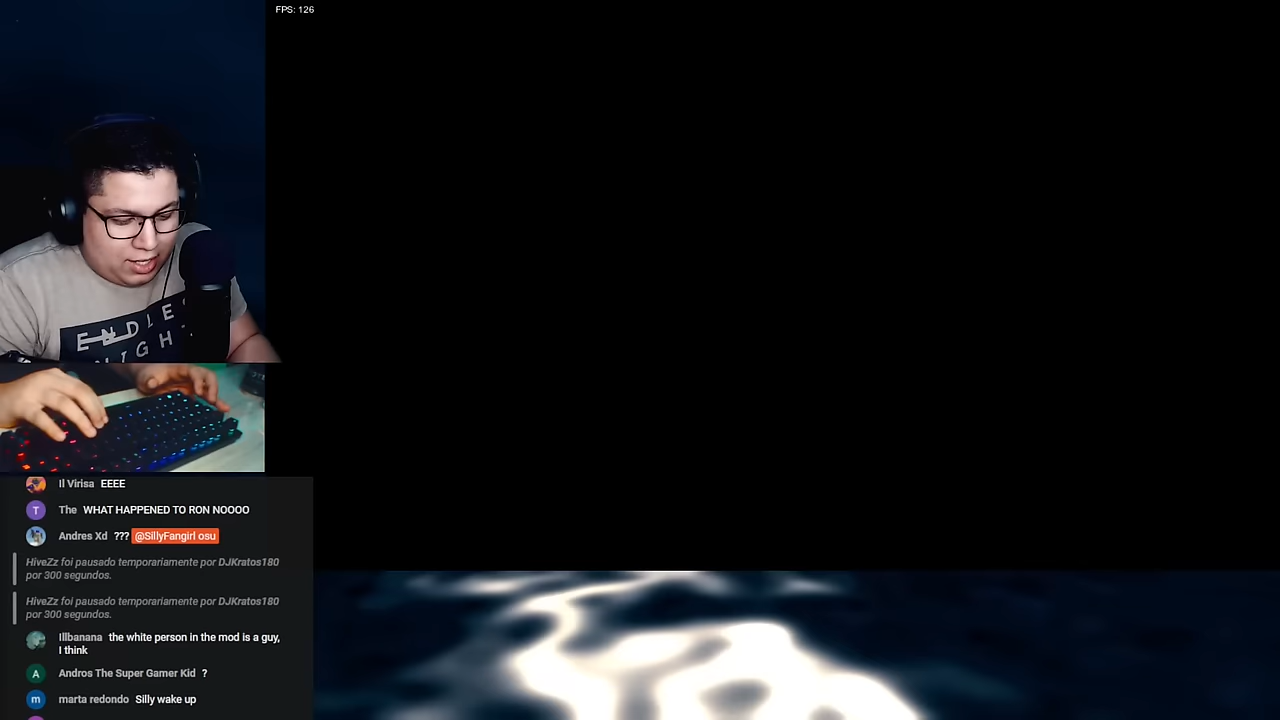 FPS: 126
ENDLES
NIGH
Il Virisa EEEE
The WHAT HAPPENED TO RON NOOOO
Andres Xd ??? @SillyFangirl osu
HiveZz foi pausado temporariamente por DJKratos180
por 300 segundos.
HiveZz foi pausado temporariamente por DJKratos180
por 300 segundos.
Illbanana the white person in the mod is a guy,
I think
Andros The Super Gamer Kid ?
marta redondo Silly wake up